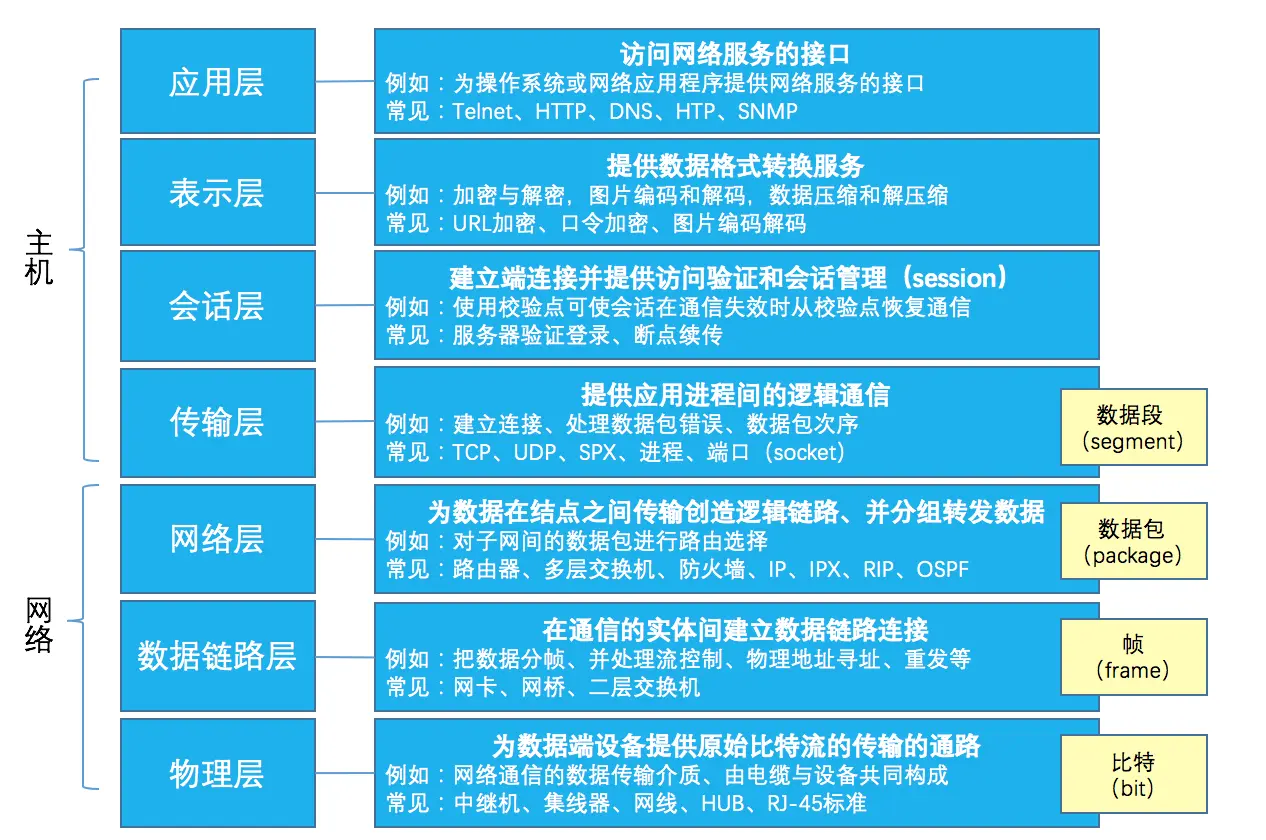 主机
应用层
访问网络服务的接口
例如：为操作系统或网络应用程序提供网络服务的接口
常见：Telnet、HTTP、DNS、HTP、SNMP
表示层
提供数据格式转换服务
例如：加密与解密，图片编码和解码，数据压缩和解压缩
常见：URL加密、口令加密、图片编码解码
会话层
建立端连接并提供访问验证和会话管理（session）
例如：使用校验点可使会话在通信失效时从校验点恢复通信
常见：服务器验证登录、断点续传
传输层
提供应用进程间的逻辑通信
例如：建立连接、处理数据包错误、数据包次序
常见：TCP、UDP、SPX、进程、端口（socket）
数据段
（segment）
网络
网络层
为数据在结点之间传输创造逻辑链路、并分组转发数据
例如：对子网间的数据包进行路由选择
常见：路由器、多层交换机、防火墙、IP、IPX、RIP、OSPF
数据包
（package）
数据链路层
在通信的实体间建立数据链路连接
例如：把数据分帧、并处理流控制、物理地址寻址、重发等
常见：网卡、网桥、二层交换机
帧
（frame）
物理层
为数据端设备提供原始比特流的传输的通路
例如：网络通信的数据传输介质、由电缆与设备共同构成
常见：中继机、集线器、网线、HUB、RJ-45标准
比特
（bit）